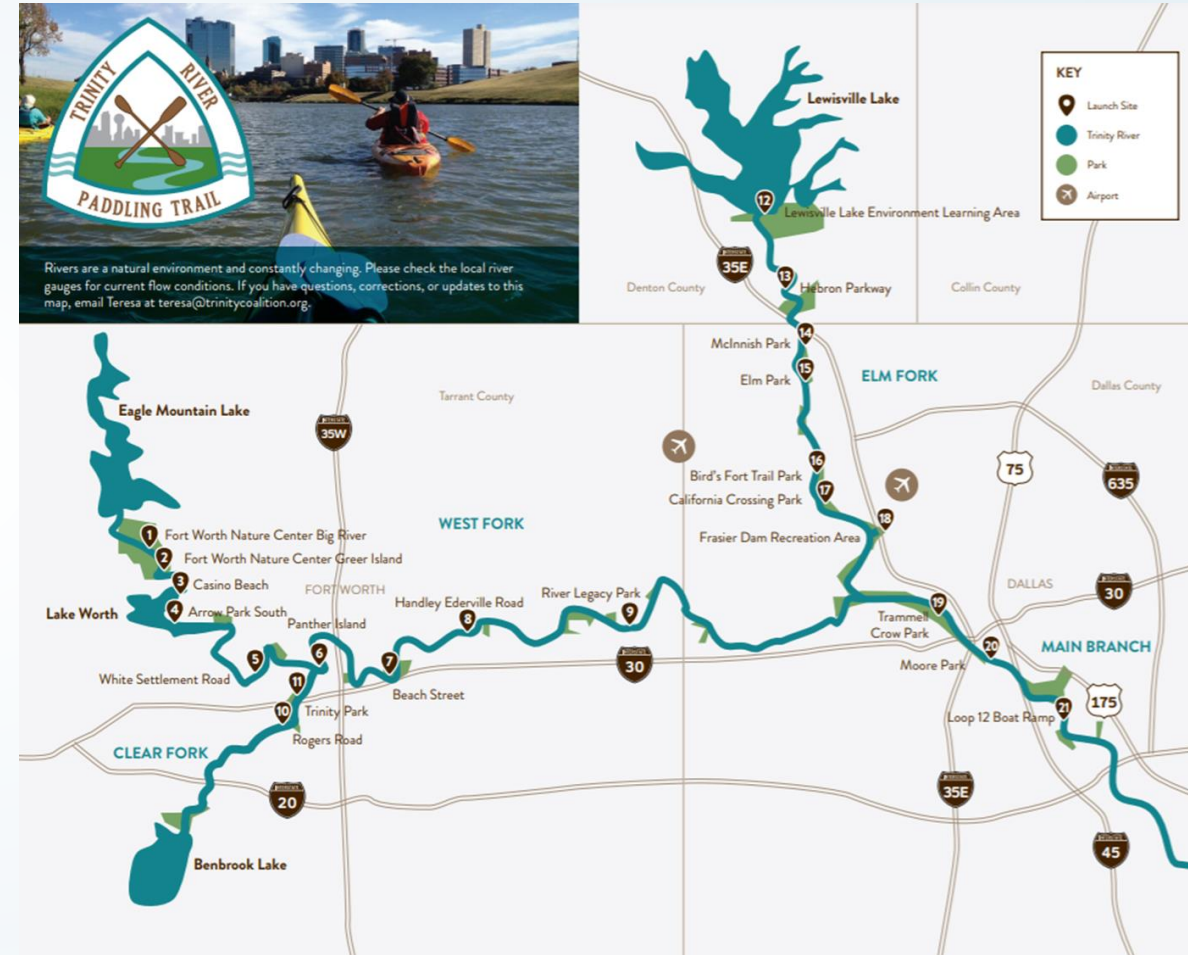 TRINITY RIVER
PADDLING TRAIL
Rivers are a natural environment and constantly changing. Please check the local river
gauges for current flow conditions. If you have questions, corrections, or updates to this
map, email Teresa at teresa@trinitycoalition.org.
KEY
Launch Site
Trinity River
Park
Airport
Lewisville Lake
12
Lewisville Lake Environment Learning Area
35E
13
Hebron Parkway
Denton County
Collin County
14
McInnish Park
15
Elm Park
ELM FORK
Dallas County
Eagle Mountain Lake
Tarrant County
35W
75
635
16
Bird's Fort Trail Park
17
California Crossing Park
18
Frasier Dam Recreation Area
WEST FORK
1
Fort Worth Nature Center Big River
2
Fort Worth Nature Center Greer Island
3
Casino Beach
FORT WORTH
Lake Worth
4
Arrow Park South
Panther Island
Handley Ederville Road
8
River Legacy Park
9
DALLAS
30
19
Trammell
Crow Park
20
Moore Park
MAIN BRANCH
5
White Settlement Road
6
7
Beach Street
30
11
Trinity Park
10
Rogers Road
175
21
Loop 12 Boat Ramp
CLEAR FORK
20
35E
45
Benbrook Lake